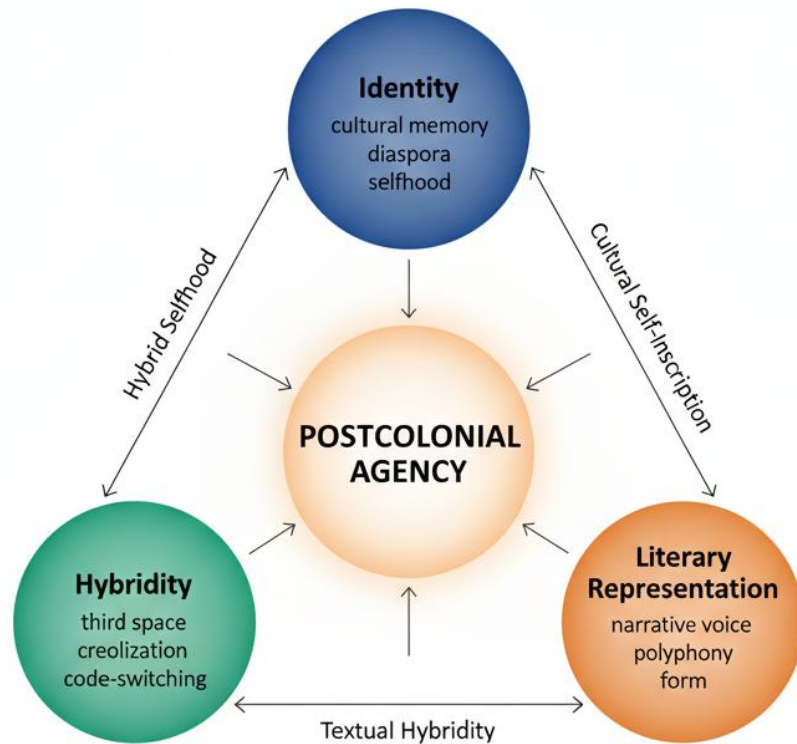 Identity
cultural memory
diaspora
selfhood
Hybrid Selfhood
Cultural Self-Inscription
POSTCOLONIAL
AGENCY
Hybridity
third space
creolization
code-switching
Literary
Representation
narrative voice
polyphony
form
Textual Hybridity